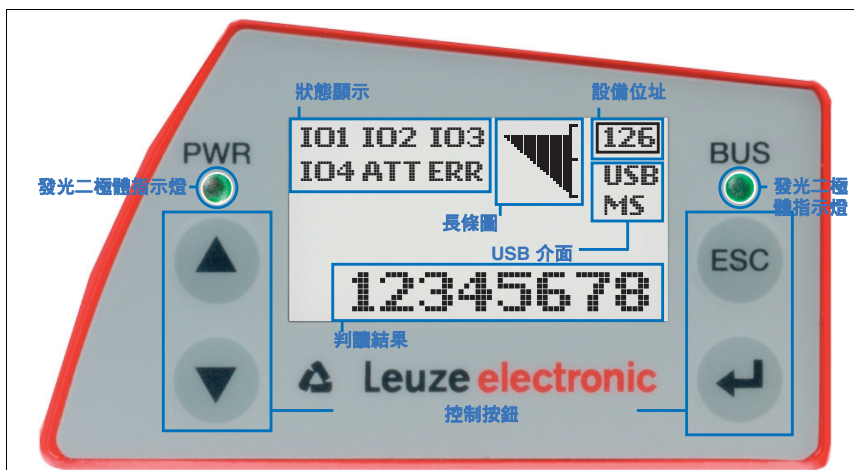 狀態顯示
設備位址
IO1 IO2 IO3
126
IO4 ATT ERR
USB
MS
PWR
BUS
發光二極體指示燈
發光二極
體指示燈
長條圖
USB 介面
ESC
12345678
判讀結果
Leuze electronic
控制按鈕